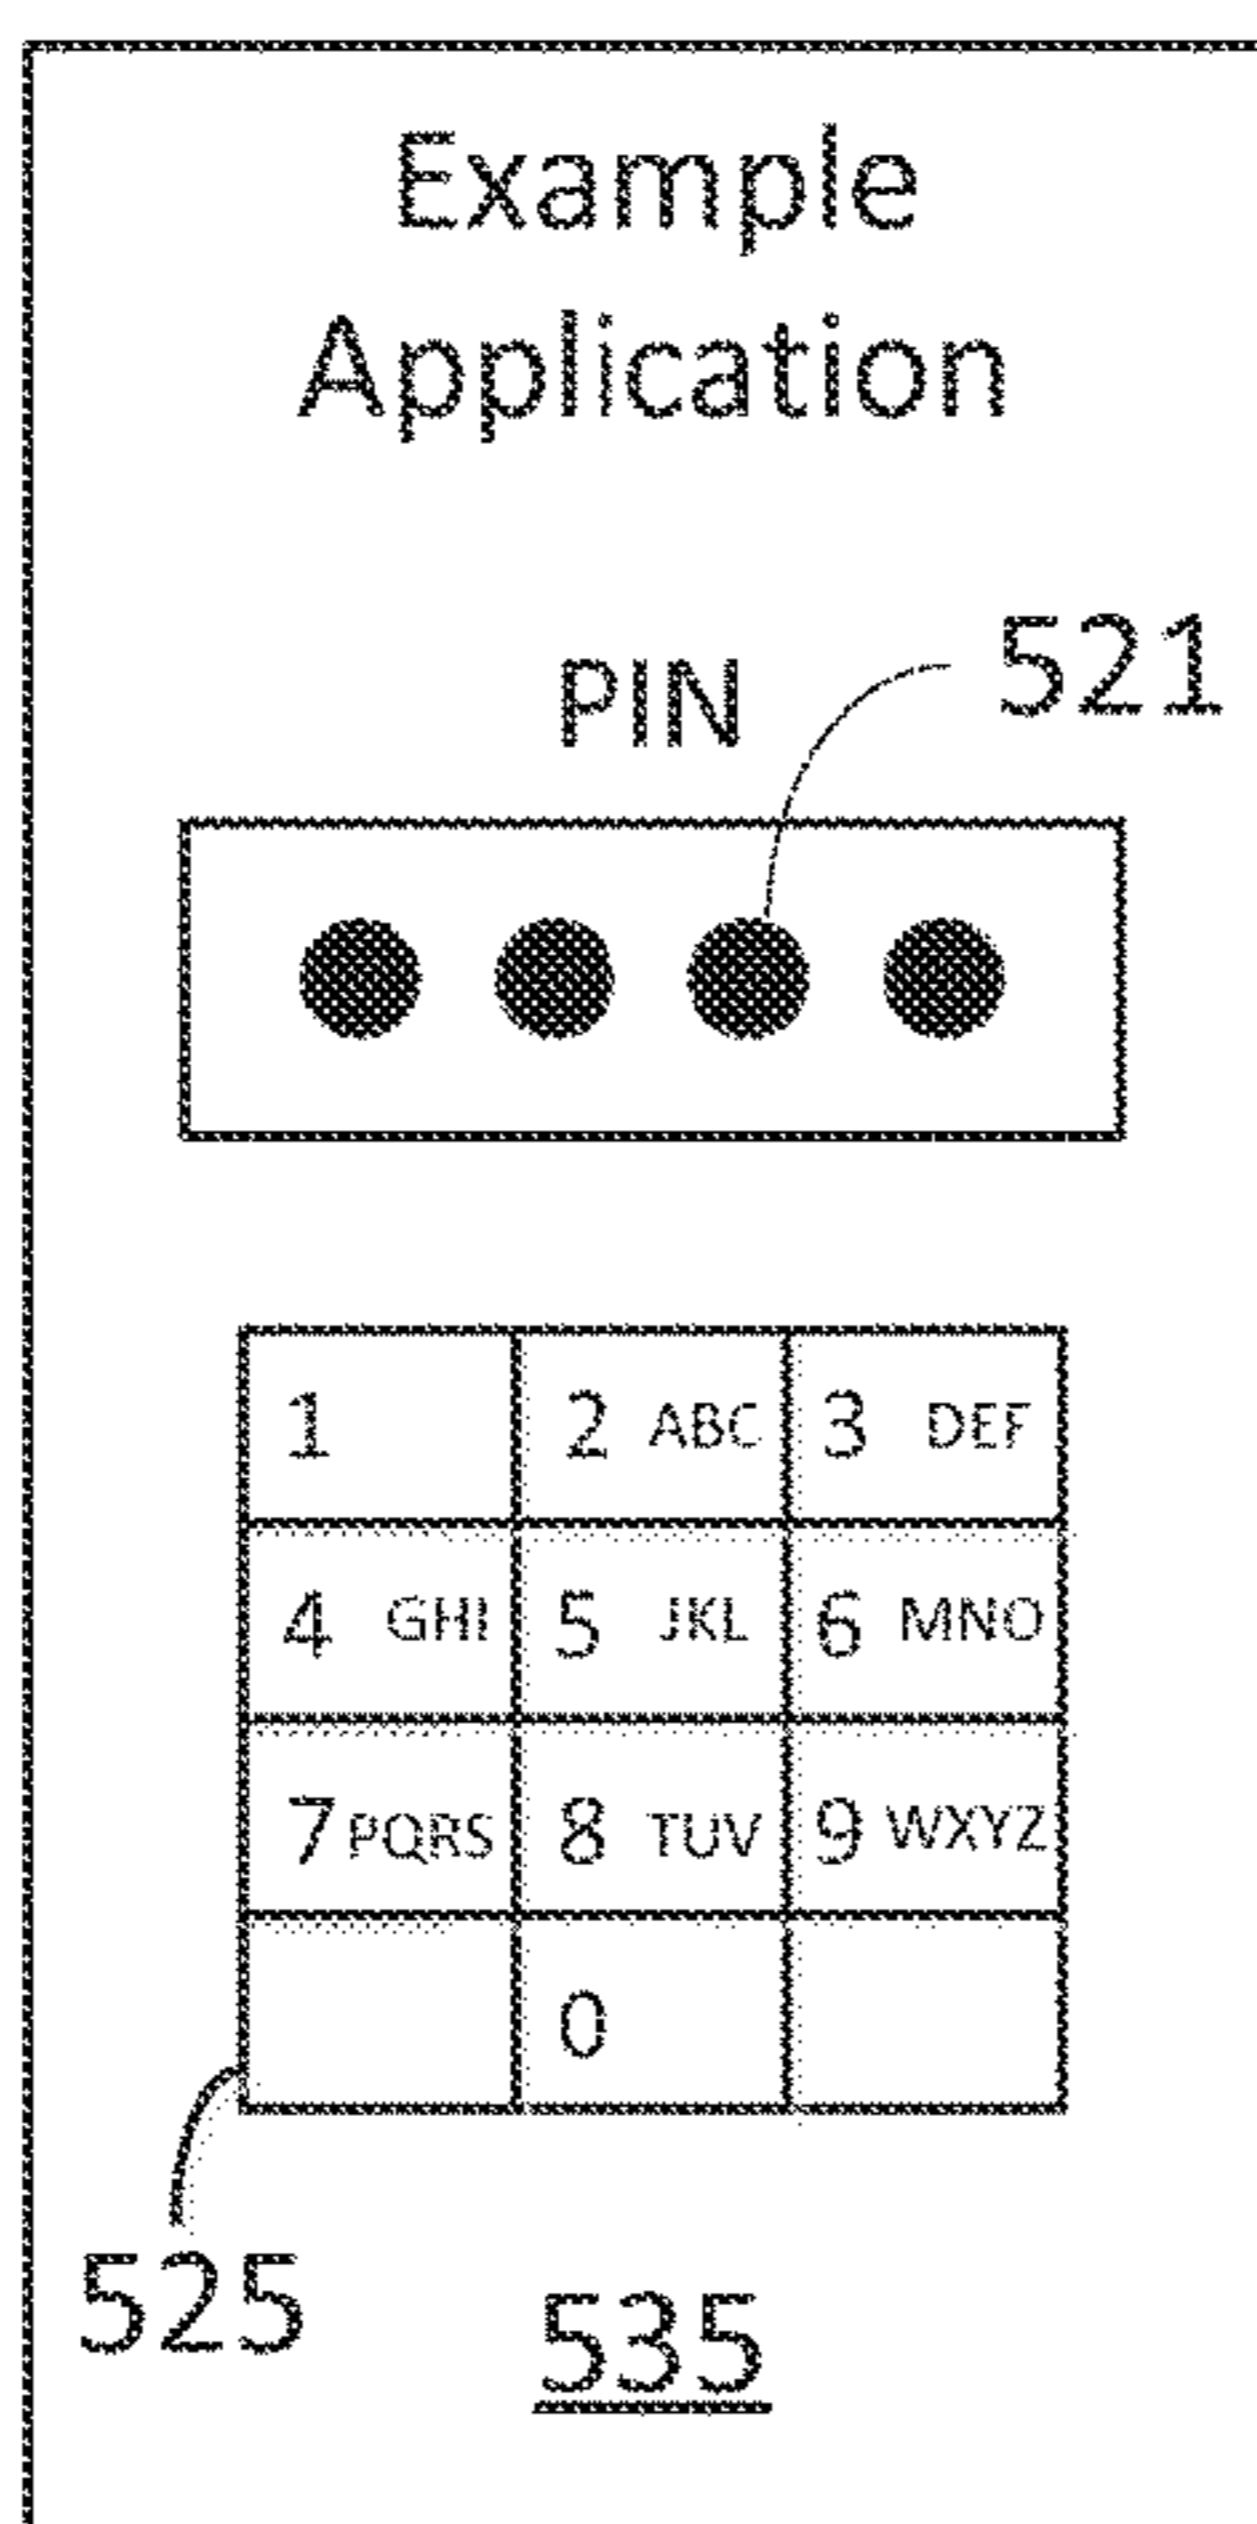 Example
Application
PIN
521
1 2 ABC 3 DEF
4 GHI 5 JKL 6 MNO
7 PQRS 8 TUV 9 WXYZ
0
525
535